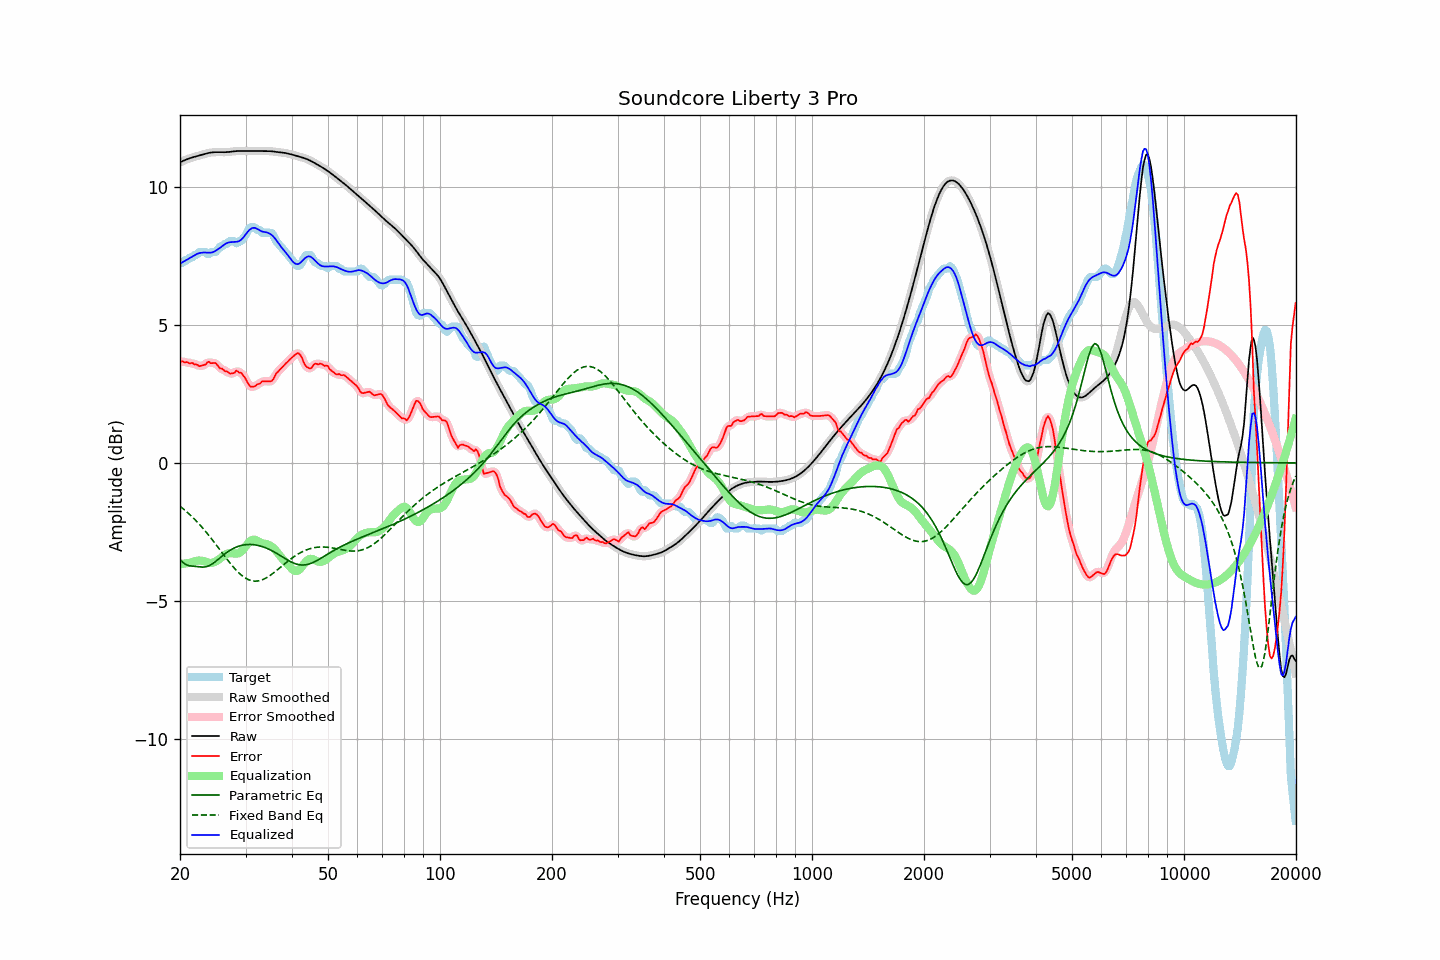 Soundcore Liberty 3 Pro
Amplitude (dBr)
10
5
0
−5
−10
Target
Raw Smoothed
Error Smoothed
Raw
Error
Equalization
Parametric Eq
Fixed Band Eq
Equalized
20 50 100 200 500 1000 2000 5000 10000 20000
Frequency (Hz)